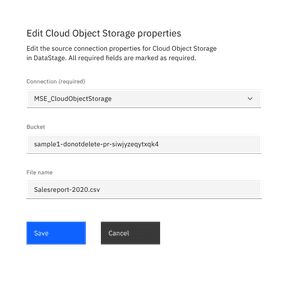 Edit Cloud Object Storage properties
Edit the source connection properties for Cloud Object Storage
in DataStage. All required fields are marked as required.
Connection (required)
MSE_CloudObjectStorage
Bucket
sample1-donotdelete-pr-siwjyzeqytxqk4
File name
Salesreport-2020.csv
Save
Cancel